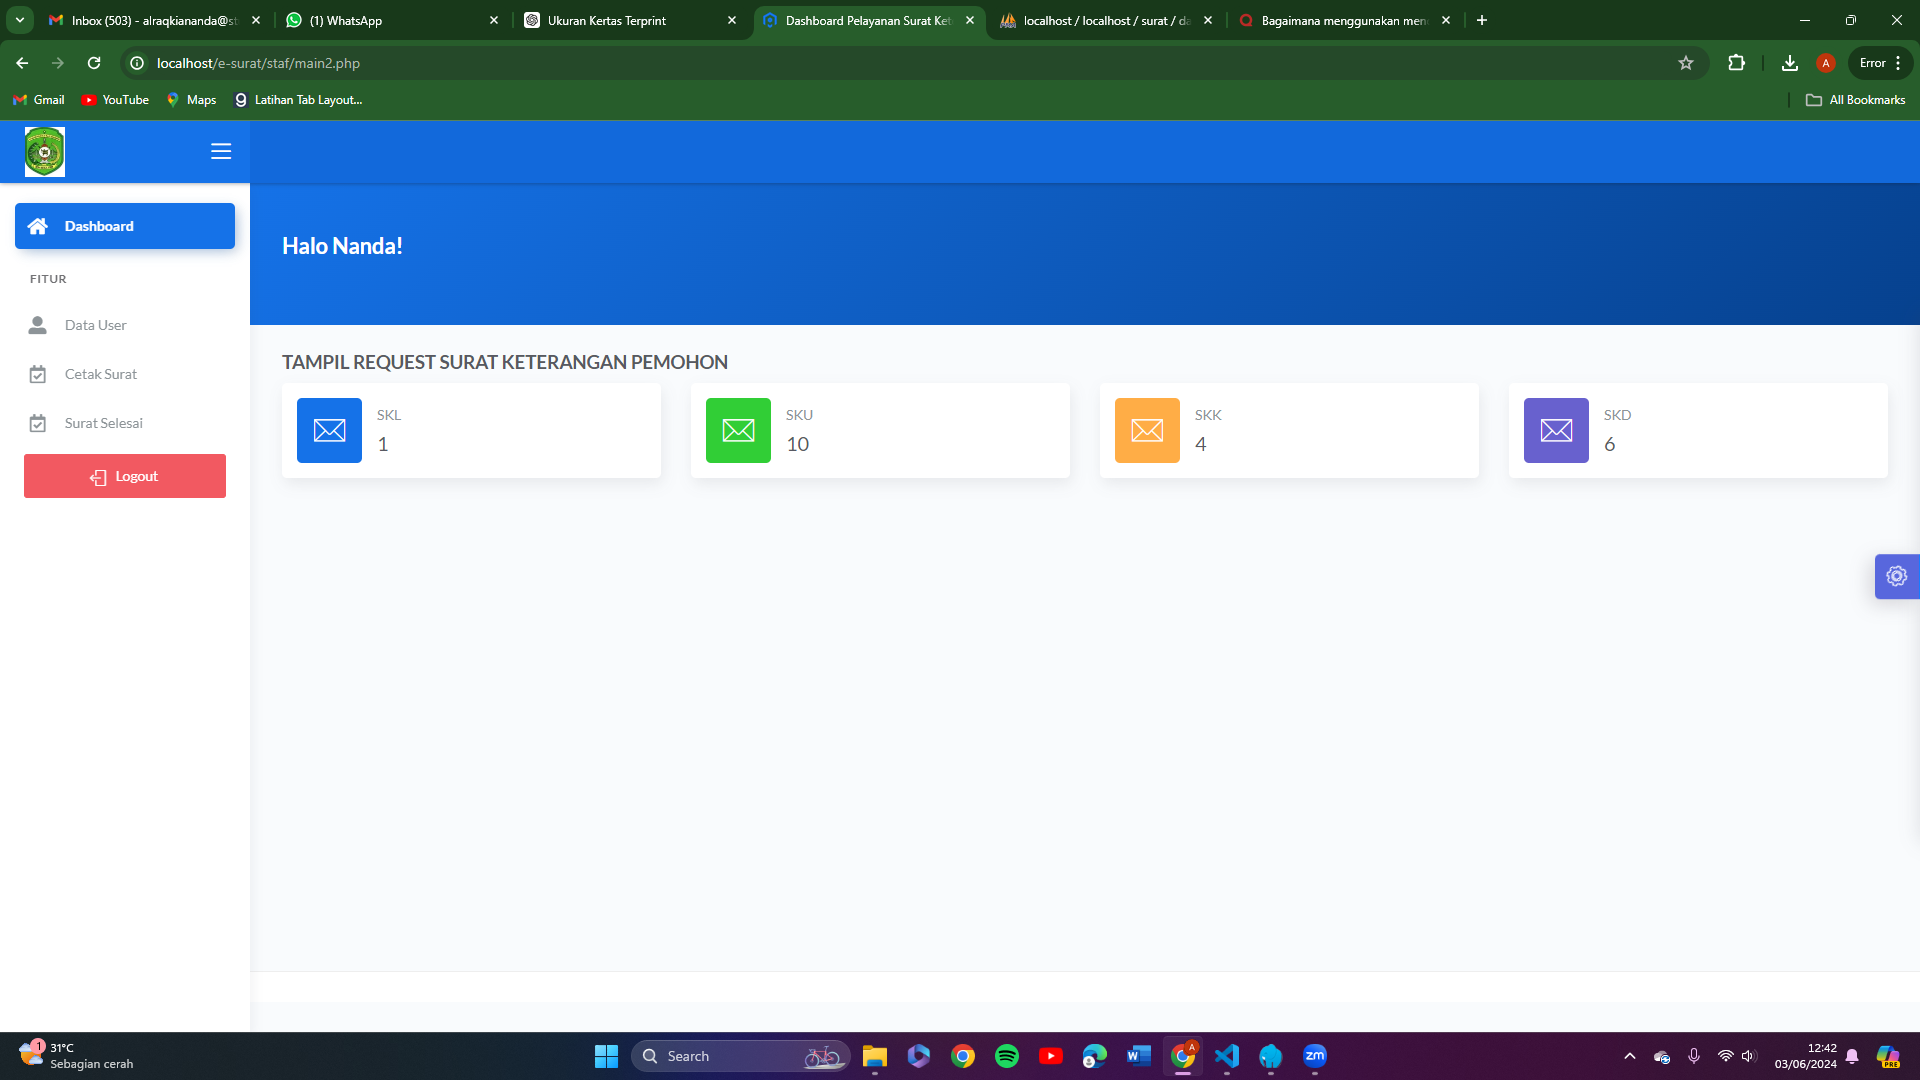 Inbox (503) - alraqkiananda@st
(1) WhatsApp
Ukuran Kertas Terprint
Dashboard Pelayanan Surat Ket
localhost / localhost / surat / da
Bagaimana menggunakan men
localhost/e-surat/staf/main2.php
A
Error
Gmail
YouTube
Maps
Latihan Tab Layout...
All Bookmarks
Dashboard
FITUR
Data User
Cetak Surat
Surat Selesai
Logout
Halo Nanda!
TAMPIL REQUEST SURAT KETERANGAN PEMOHON
SKL
1
SKU
10
SKK
4
SKD
6
1
31°C
Sebagian cerah
Search
W
A
zm
12:42
03/06/2024
PRE